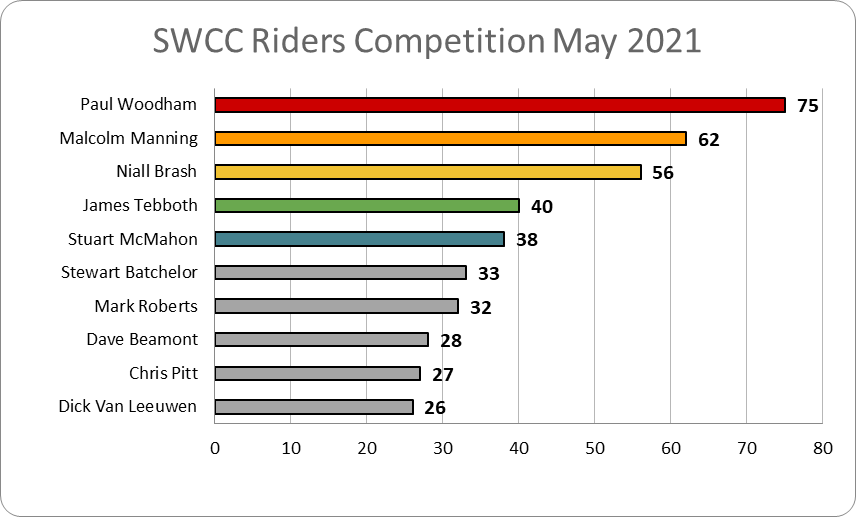 SWCC Riders Competition May 2021
Paul Woodham 75
Malcolm Manning 62
Niall Brash 56
James Tebboth 40
Stuart McMahon 38
Stewart Batchelor 33
Mark Roberts 32
Dave Beamont 28
Chris Pitt 27
Dick Van Leeuwen 26
0 10 20 30 40 50 60 70 80